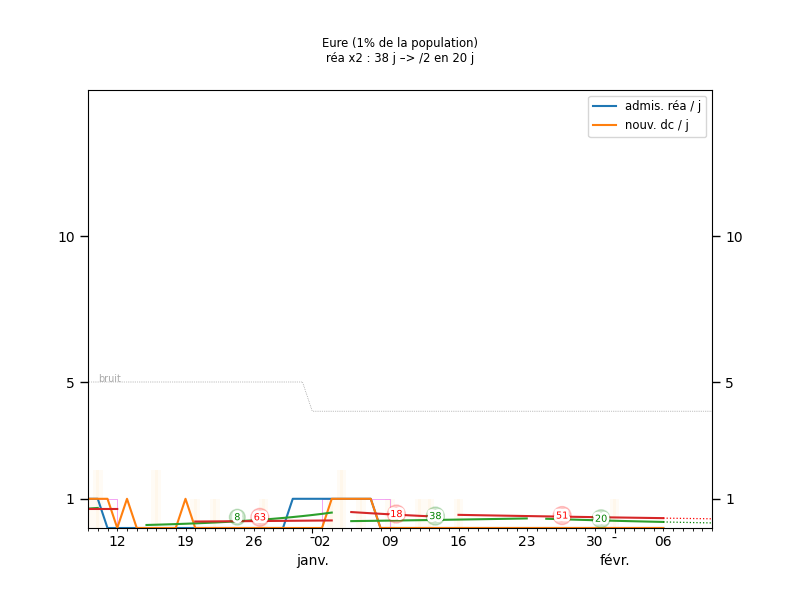 Eure (1% de la population)
réa x2 : 38 j –> /2 en 20 j
admis. réa / j
nouv. dc / j
10 10
5 5
bruit
1 1
8 63 18 38 51 20
12 19 26 02 09 16 23 30 06
janv. févr.